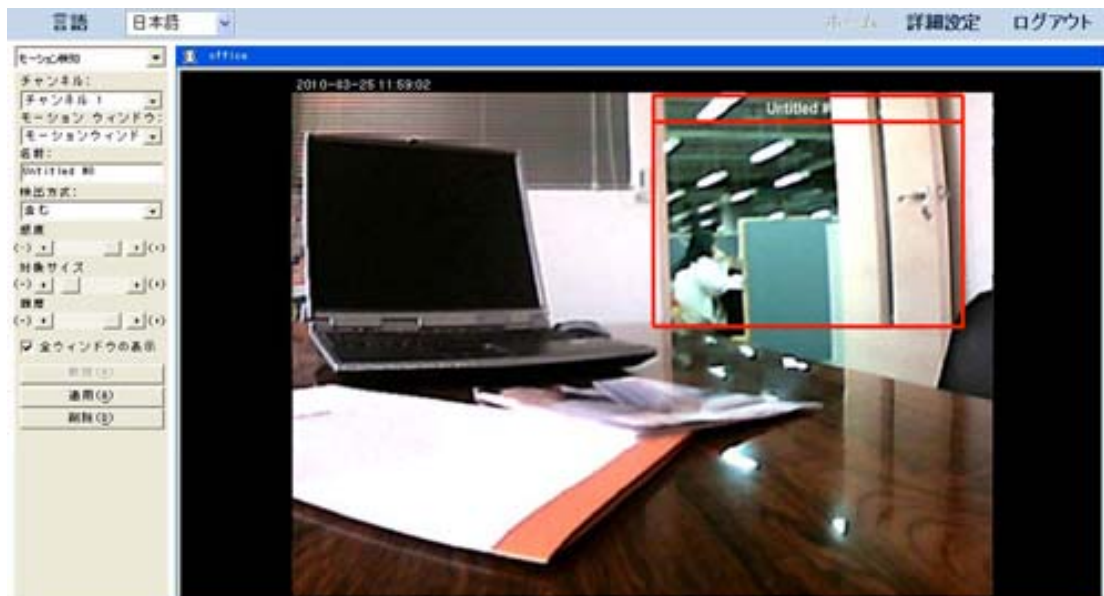 言語 日本語 ホーム 詳細設定 ログアウト
モーション検知
office
チャンネル:
チャンネル 1
モーション ウィンドウ:
モーションウィンド
名前:
Untitled #0
検出方式:
含む
感度
(-) (+)
対象サイズ
(-) (+)
履歴
(-) (+)
全ウィンドウの表示
新規(N)
適用(A)
削除(D)
2010-03-25 11:59:02
Untitled #